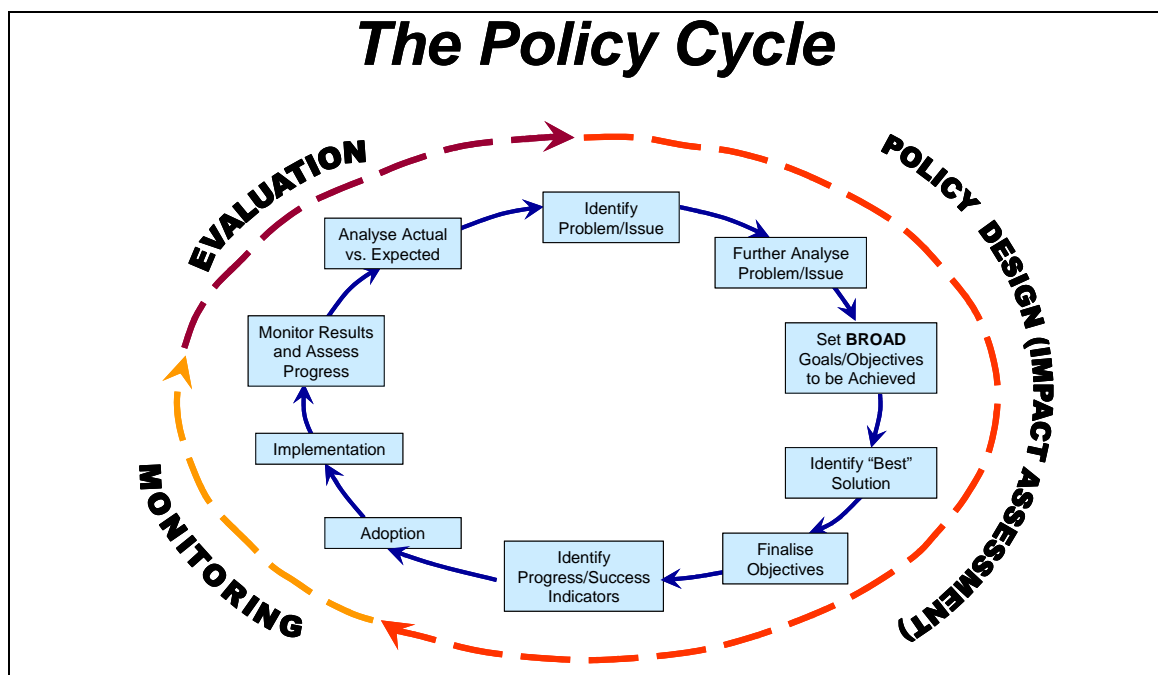 The Policy Cycle
EVALUATION
POLICY DESIGN (IMPACT ASSESSMENT)
MONITORING
Identify
Problem/Issue
Further Analyse
Problem/Issue
Set BROAD
Goals/Objectives
to be Achieved
Identify “Best”
Solution
Finalise
Objectives
Identify
Progress/Success
Indicators
Adoption
Implementation
Monitor Results
and Assess
Progress
Analyse Actual
vs. Expected